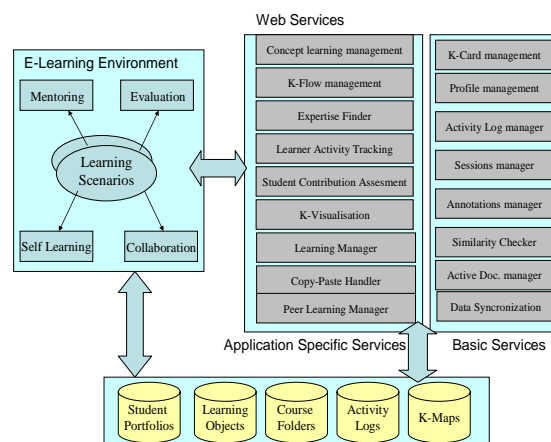 Web Services
E-Learning Environment
Mentoring
Evaluation
Learning
Scenarios
Self Learning
Collaboration
Concept learning management
K-Flow management
Expertise Finder
Learner Activity Tracking
Student Contribution Assesment
K-Visualisation
Learning Manager
Copy-Paste Handler
Peer Learning Manager
Application Specific Services
K-Card management
Profile management
Activity Log manager
Sessions manager
Annotations manager
Similarity Checker
Active Doc. manager
Data Syncronization
Basic Services
Student
Portfolios
Learning
Objects
Course
Folders
Activity
Logs
K-Maps